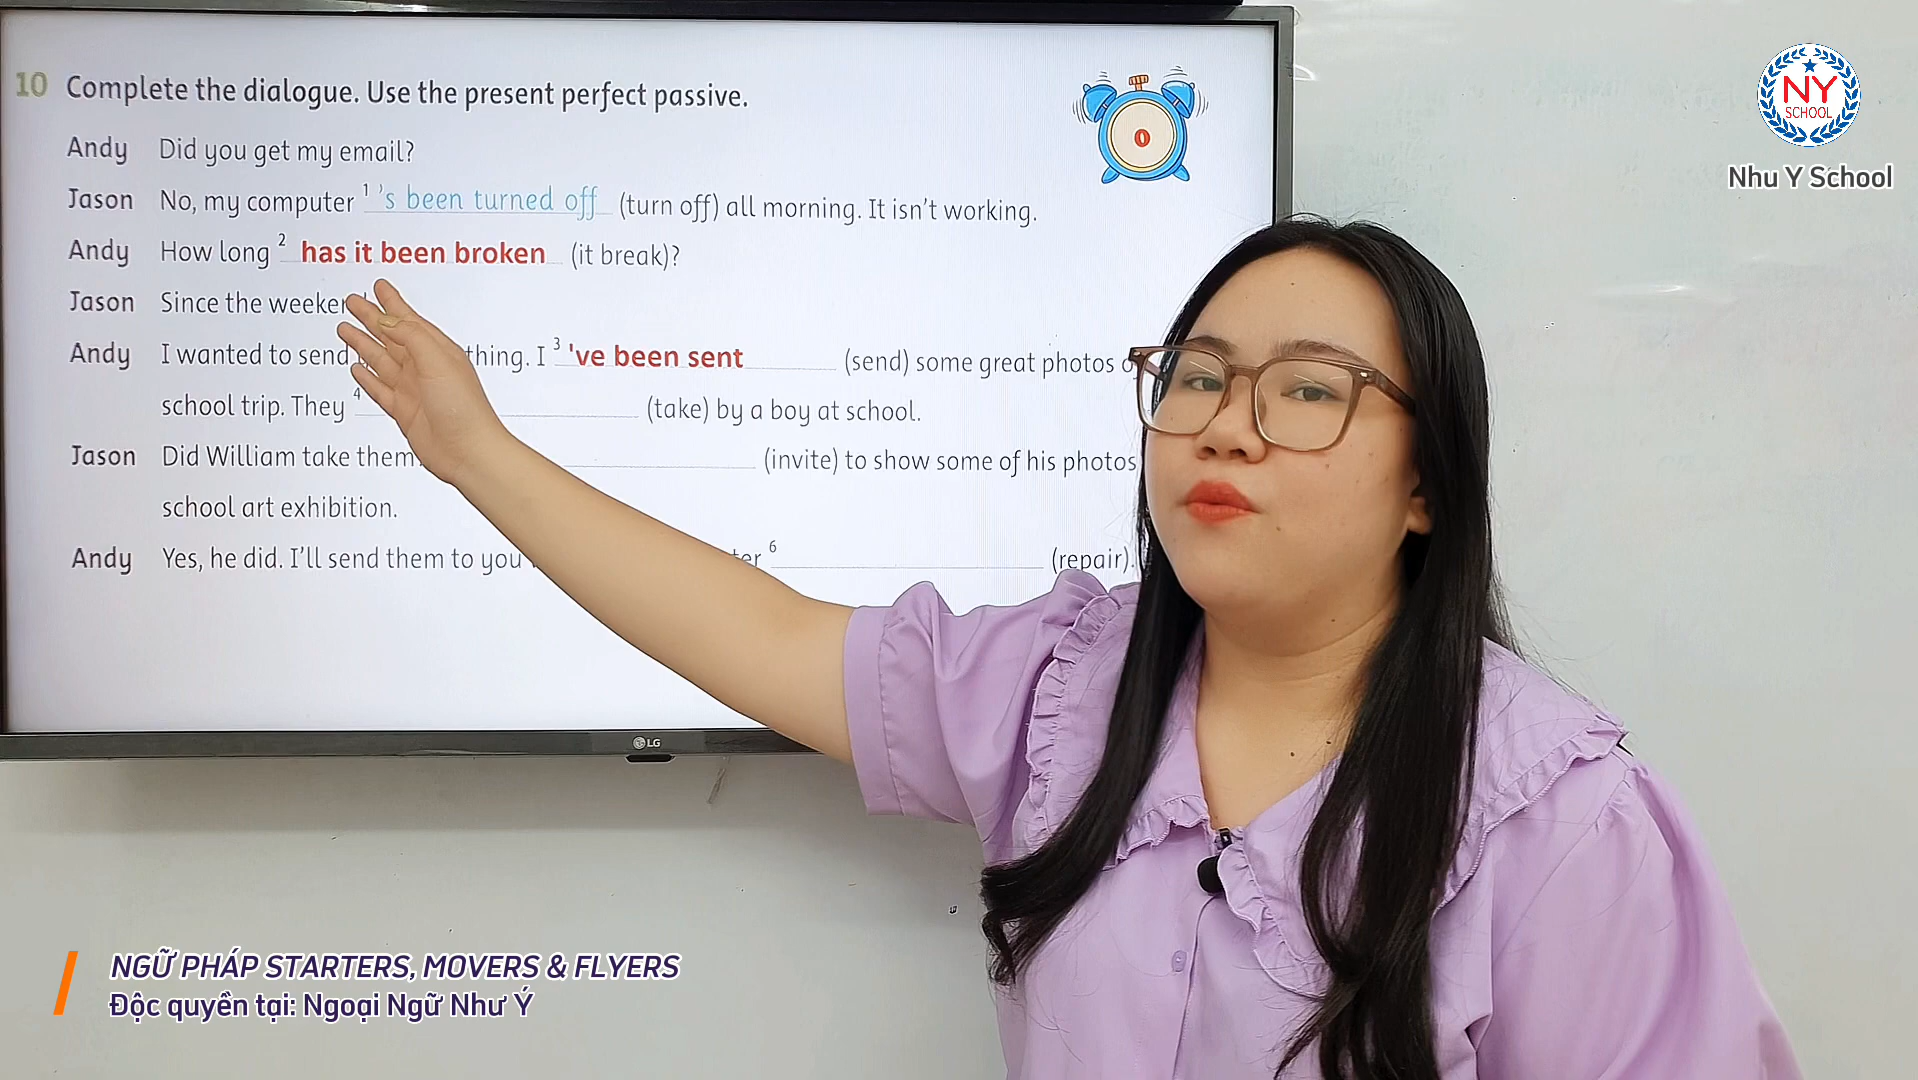 10 Complete the dialogue. Use the present perfect passive.
Andy Did you get my email?
Jason No, my computer 1 's been turned off (turn off) all morning. It isn't working.
Andy How long 2 has it been broken (it break)?
Jason Since the
Andy I wanted to send thing. I 3 've been sent (send) some great photos
school trip. They 4 (take) by a boy at school.
Jason Did William take them (invite) to show some of his photos
school art exhibition.
Andy Yes, he did. I'll send them to you 6 (repair).
0
LG
NY
SCHOOL
Nhu Y School
NGỮ PHÁP STARTERS, MOVERS & FLYERS
Độc quyền tại: Ngoại Ngữ Như Ý